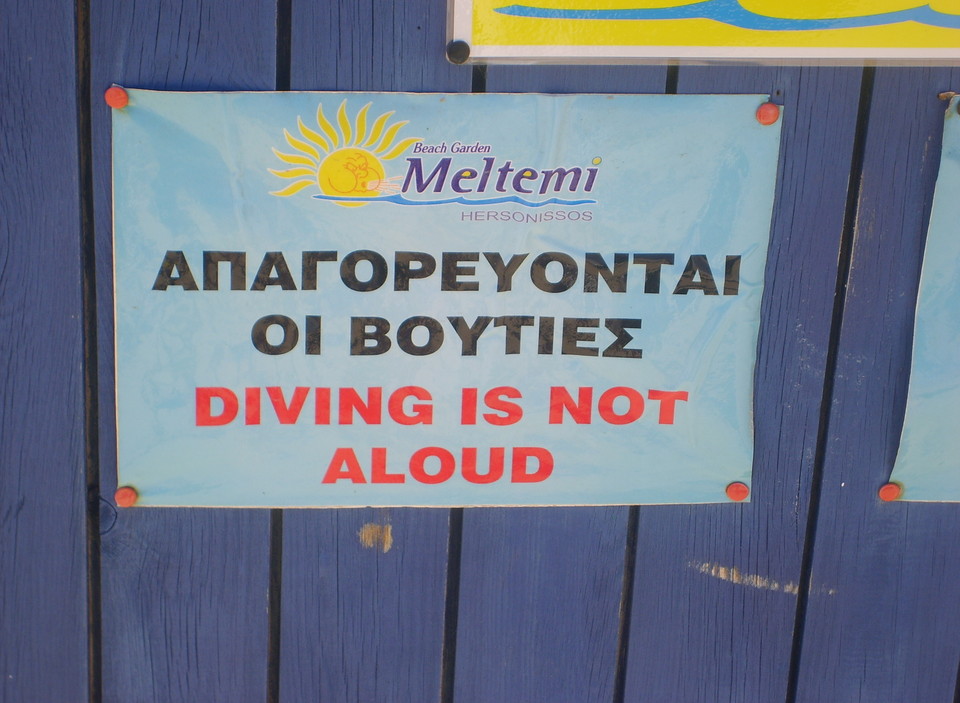 Beach Garden
Meltemi
HERSONISSOS
ΑΠΑΓΟΡΕΥΟΝΤΑΙ
ΟΙ ΒΟΥΤΙΕΣ
DIVING IS NOT
ALOUD